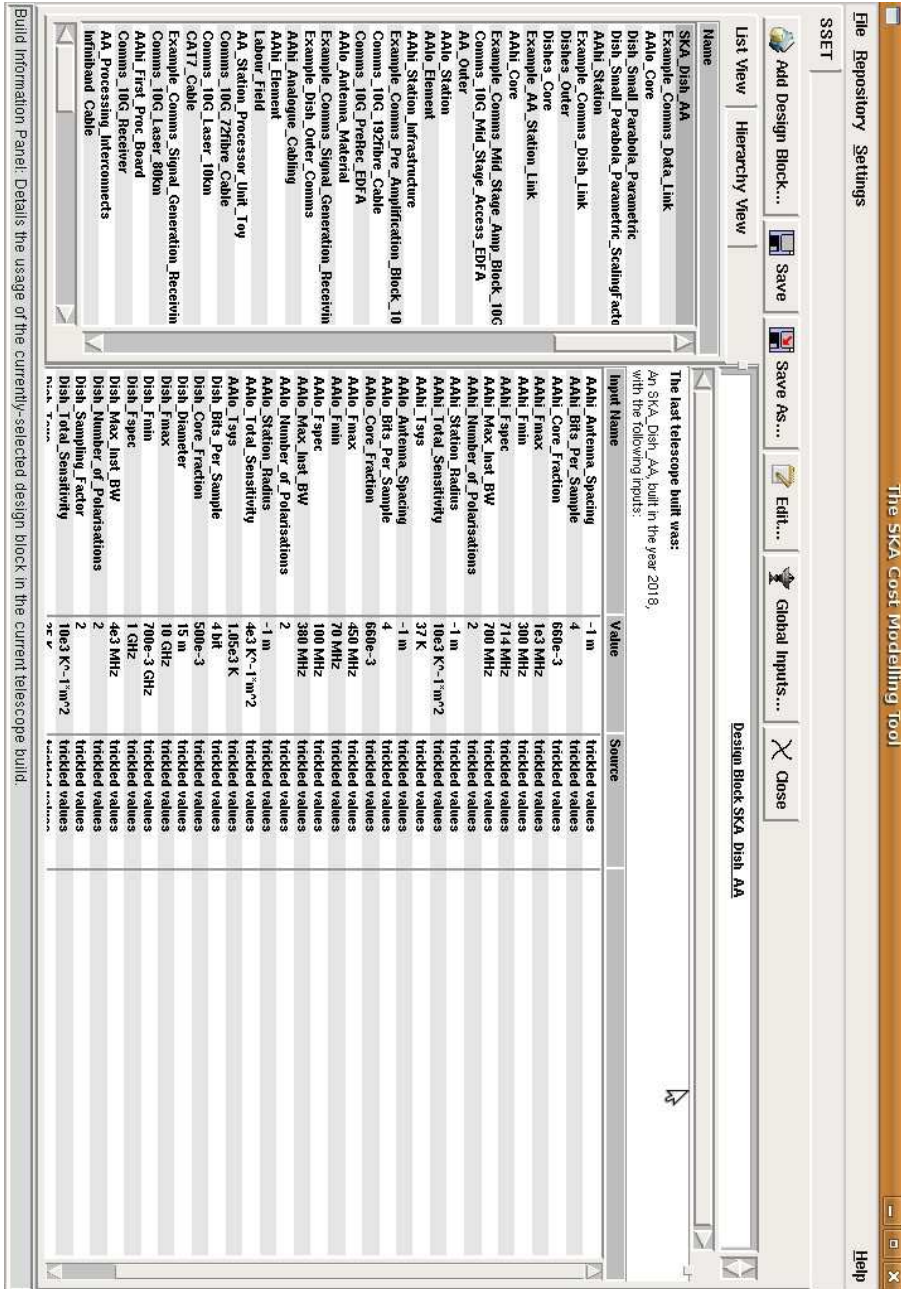 The SKA Cost Modelling Tool
File Repository Settings Help
SSET
Add Design Block... Save Save As... Edit... Global Inputs... Close
List View Hierarchy View
Name
SKA_Dish_AA
Example_Comms_Data_Link
AAlo_Core
Dish_Small_Parabola_Parametric
Dish_Small_Parabola_Parametric_ScalingFacto
AAhi_Station
Example_Comms_Dish_Link
Dishes_Outer
Dishes_Core
Example_AA_Station_Link
AAhi_Core
Example_Comms_Mid_Stage_Amp_Block_10G
Comms_10G_Mid_Stage_Access_EDFA
AA_Outer
AAlo_Station
AAlo_Element
AAhi_Station_Infrastructure
Example_Comms_Pre_Amplification_Block_10
Comms_10G_192fibre_Cable
Comms_10G_PreRec_EDFA
AAlo_Antenna_Material
Example_Comms_Signal_Generation_Receivin
Example_Dish_Outer_Comms
AAhi_Analogue_Cabling
AAhi_Element
Labour_Field
AA_Station_Processor_Unit_Toy
Comms_10G_72fibre_Cable
Comms_10G_Laser_10km
CAT7_Cable
Example_Comms_Signal_Generation_Receivin
Comms_10G_Laser_80km
AAhi_First_Proc_Board
Comms_10G_Receiver
AA_Processing_Interconnects
Infiniband_Cable
Design Block SKA_Dish_AA
The last telescope built was:
An SKA_Dish_AA, built in the year 2018,
with the following inputs:
Input Name Value Source
AAhi_Antenna_Spacing -1 m trickled values
AAhi_Bits_Per_Sample 4 trickled values
AAhi_Core_Fraction 660e-3 trickled values
AAhi_Fmax 1e3 MHz trickled values
AAhi_Fmin 300 MHz trickled values
AAhi_Fspec 714 MHz trickled values
AAhi_Max_Inst_BW 700 MHz trickled values
AAhi_Number_of_Polarisations 2 trickled values
AAhi_Station_Radius -1 m trickled values
AAhi_Total_Sensitivity 10e3 K^-1*m^2 trickled values
AAhi_Tsys 37 K trickled values
AAlo_Antenna_Spacing -1 m trickled values
AAlo_Bits_Per_Sample 4 trickled values
AAlo_Core_Fraction 660e-3 trickled values
AAlo_Fmax 450 MHz trickled values
AAlo_Fmin 70 MHz trickled values
AAlo_Fspec 100 MHz trickled values
AAlo_Max_Inst_BW 380 MHz trickled values
AAlo_Number_of_Polarisations 2 trickled values
AAlo_Station_Radius -1 m trickled values
AAlo_Total_Sensitivity 4e3 K^-1*m^2 trickled values
AAlo_Tsys 1.05e3 K trickled values
Dish_Bits_Per_Sample 4 bit trickled values
Dish_Core_Fraction 500e-3 trickled values
Dish_Diameter 15 m trickled values
Dish_Fmax 10 GHz trickled values
Dish_Fmin 700e-3 GHz trickled values
Dish_Fspec 1 GHz trickled values
Dish_Max_Inst_BW 4e3 MHz trickled values
Dish_Number_of_Polarisations 2 trickled values
Dish_Sampling_Factor 2 trickled values
Dish_Total_Sensitivity 10e3 K^-1*m^2 trickled values
Build Information Panel: Details the usage of the currently-selected design block in the current telescope build.